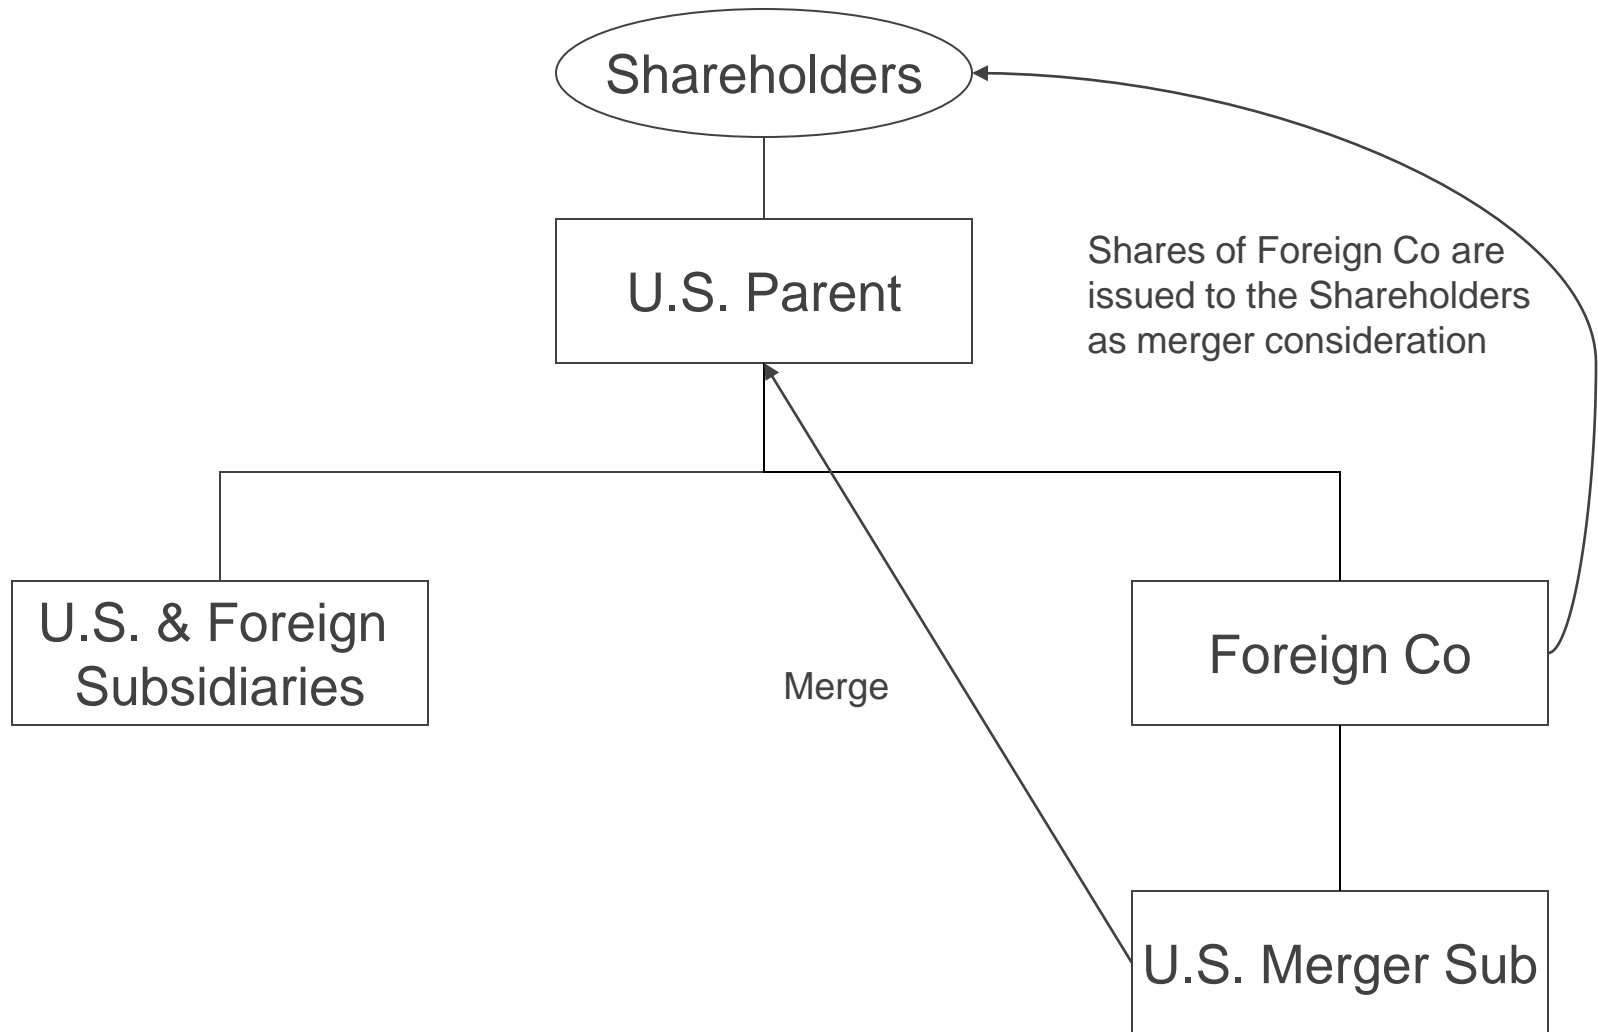 Shareholders
U.S. Parent
Shares of Foreign Co are
issued to the Shareholders
as merger consideration
U.S. & Foreign
Subsidiaries
Foreign Co
Merge
U.S. Merger Sub